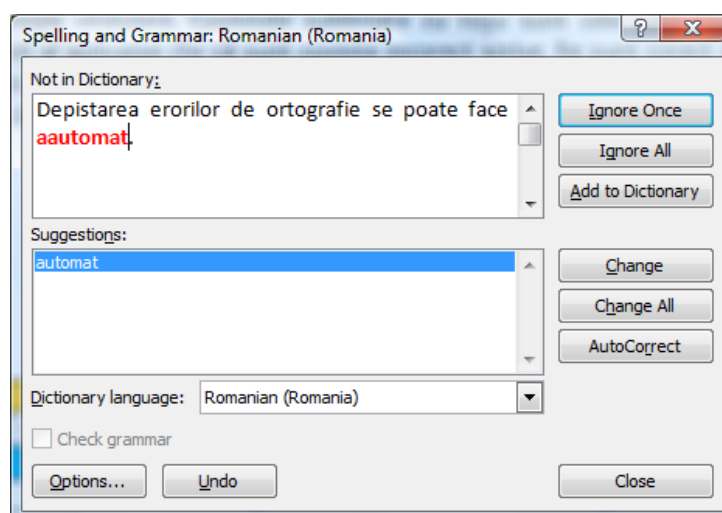 Spelling and Grammar: Romanian (Romania)
Not in Dictionary:
Depistarea erorilor de ortografie se poate face
aautomat.
Ignore Once
Ignore All
Add to Dictionary
Suggestions:
automat
Change
Change All
AutoCorrect
Dictionary language: Romanian (Romania)
Check grammar
Options... Undo Close